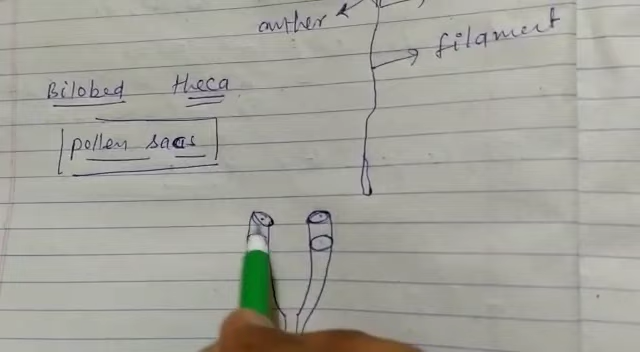 anther
filament
Bilobed Theca
pollen sacs